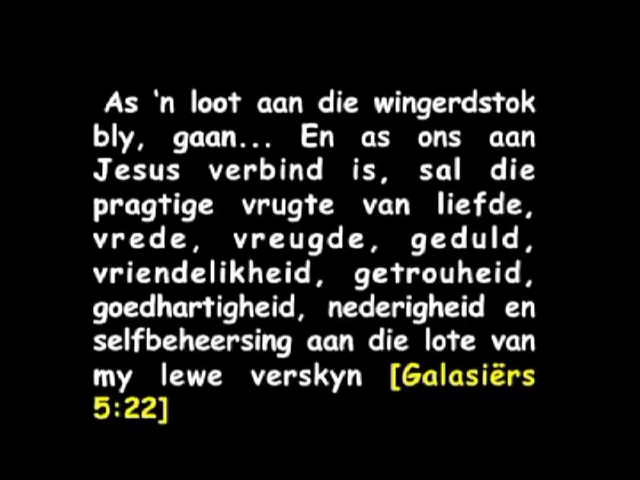 As 'n loot aan die wingerdstok
bly, gaan... En as ons aan
Jesus verbind is, sal die
pragtige vrugte van liefde,
vrede, vreugde, geduld,
vriendelikheid, getrouheid,
goedhartigheid, nederigheid en
selfbeheersing aan die lote van
my lewe verskyn [Galasiërs
5:22]